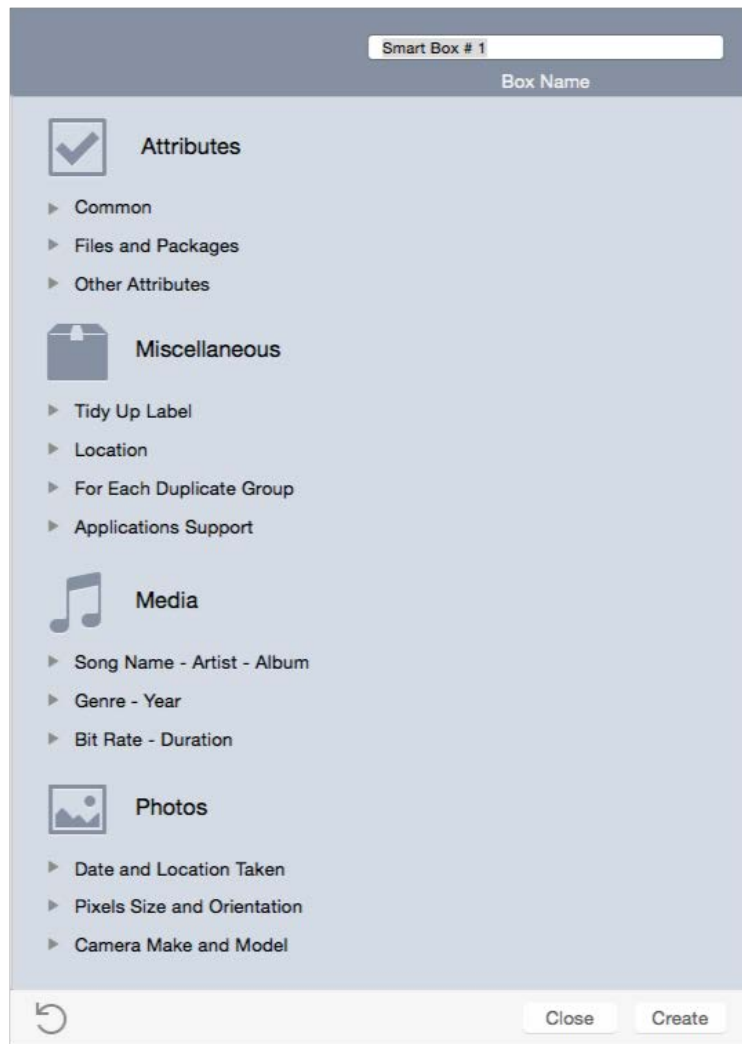 Smart Box # 1
Box Name
Attributes
Common
Files and Packages
Other Attributes
Miscellaneous
Tidy Up Label
Location
For Each Duplicate Group
Applications Support
Media
Song Name - Artist - Album
Genre - Year
Bit Rate - Duration
Photos
Date and Location Taken
Pixels Size and Orientation
Camera Make and Model
Close Create